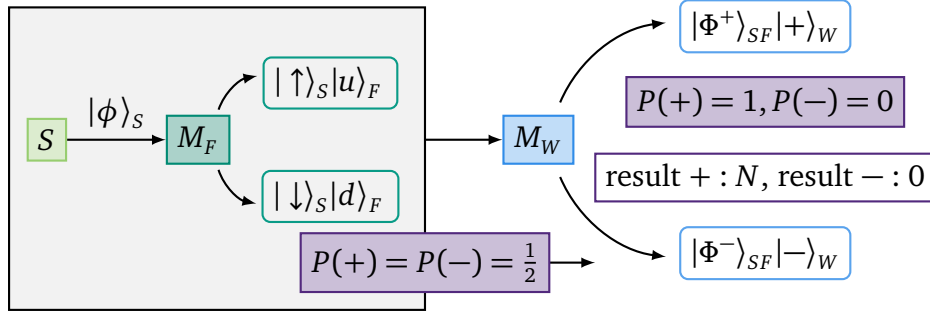 S
|ϕ⟩_S
M_F
| ↑⟩_S|u⟩_F
| ↓⟩_S|d⟩_F
P(+) = P(−) = 1/2
M_W
|Φ⁺⟩_SF|+⟩_W
P(+) = 1, P(−) = 0
result + : N, result − : 0
|Φ⁻⟩_SF|−⟩_W